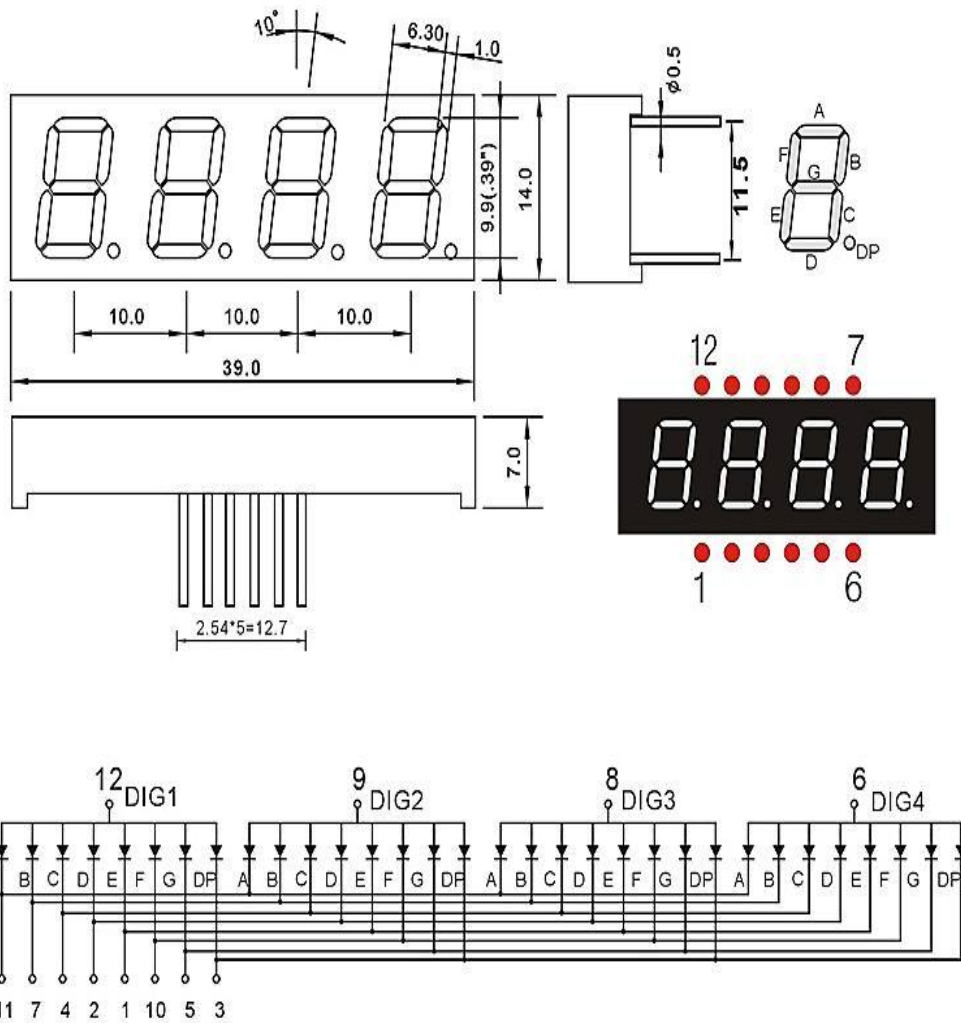 10°
6.30
1.0
9.9(.39")
14.0
ϕ0.5
11.5
A
F
B
G
E
C
D
DP
10.0 10.0 10.0
39.0
7.0
2.54*5=12.7
12 7
1 6
12 DIG1 9 DIG2 8 DIG3 6 DIG4
B C D E F G DP A B C D E F G DP A B C D E F G DP A B C D E F G DP
11 7 4 2 1 10 5 3